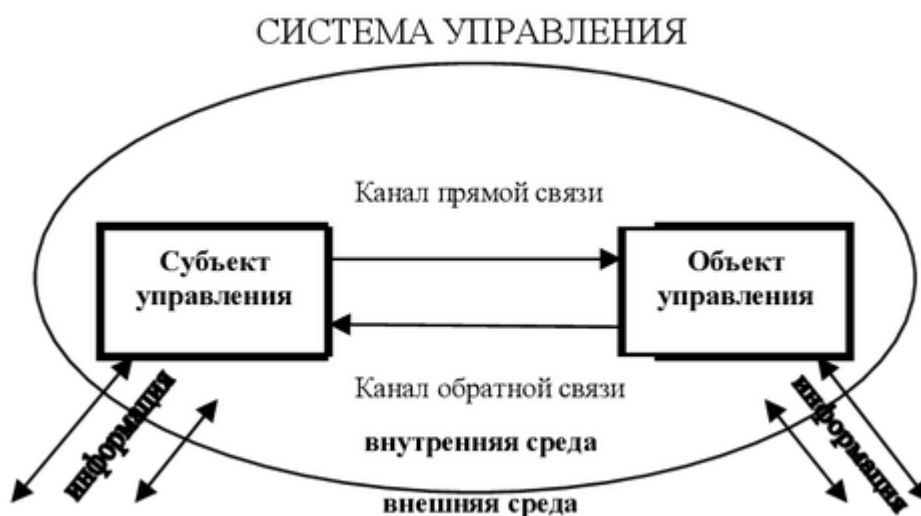 СИСТЕМА УПРАВЛЕНИЯ
Канал прямой связи
Субъект
управления
Объект
управления
Канал обратной связи
информация
информация
внутренняя среда
внешняя среда